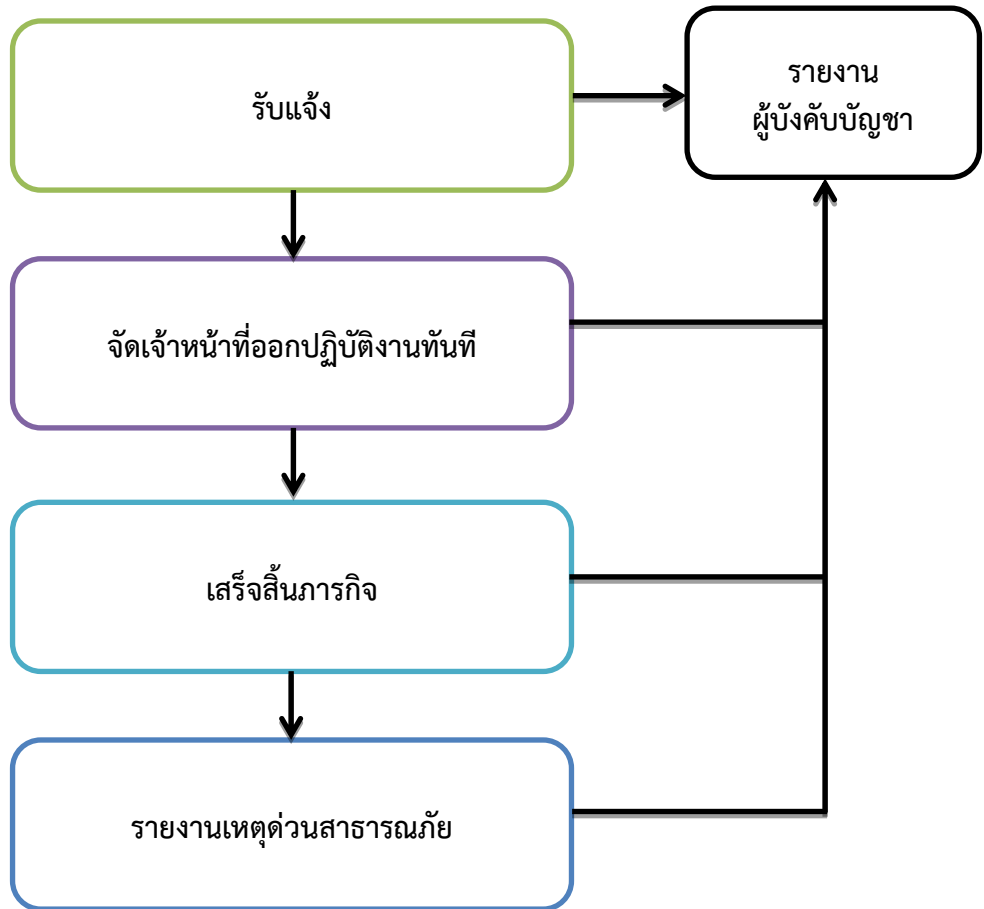 รับแจ้ง
รายงาน
ผู้บังคับบัญชา
จัดเจ้าหน้าที่ออกปฏิบัติงานทันที
เสร็จสิ้นภารกิจ
รายงานเหตุด่วนสาธารณภัย